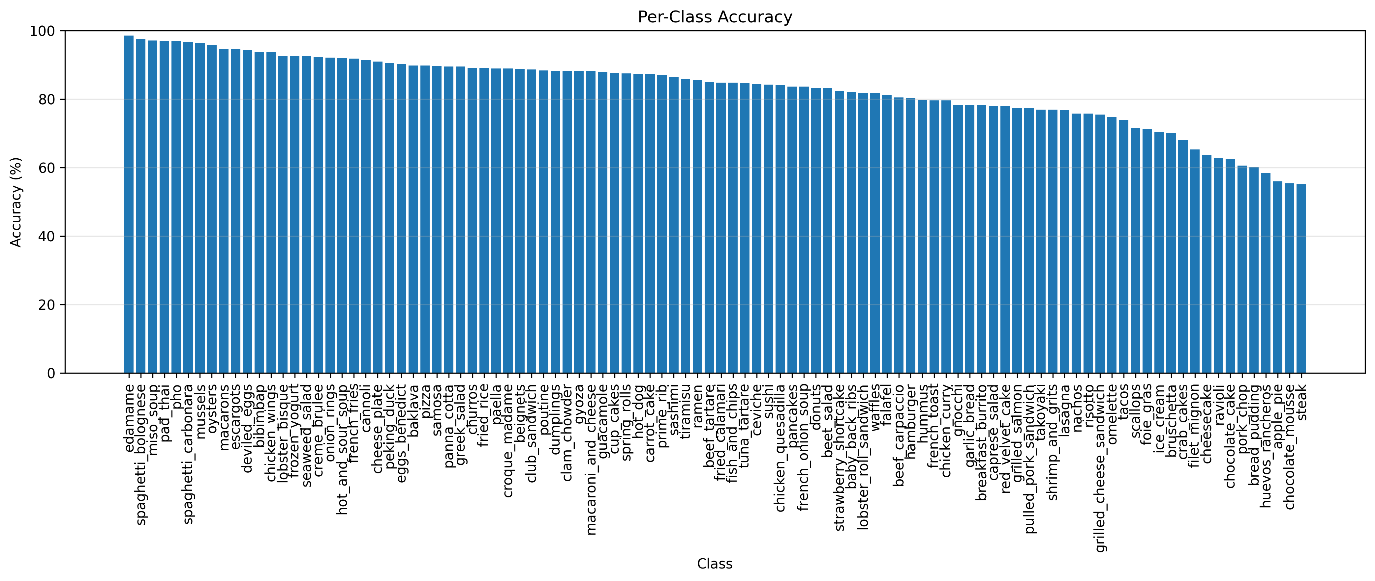 Per-Class Accuracy
Accuracy (%)
100
80
60
40
20
0
edamame
spaghetti_bolognese
miso_soup
pad_thai
pho
spaghetti_carbonara
mussels
oysters
macarons
escargots
deviled_eggs
bibimbap
chicken_wings
lobster_bisque
frozen_yogurt
seaweed_salad
creme_brulee
onion_rings
hot_and_sour_soup
french_fries
cannoli
cheese_plate
peking_duck
eggs_benedict
baklava
pizza
samosa
panna_cotta
greek_salad
churros
fried_rice
paella
croque_madame
beignets
club_sandwich
poutine
dumplings
clam_chowder
gyoza
macaroni_and_cheese
guacamole
cup_cakes
spring_rolls
hot_dog
carrot_cake
prime_rib
sashimi
tiramisu
ramen
beef_tartare
fried_calamari
fish_and_chips
tuna_tartare
ceviche
sushi
chicken_quesadilla
pancakes
french_onion_soup
donuts
beet_salad
strawberry_shortcake
baby_back_ribs
lobster_roll_sandwich
waffles
falafel
beef_carpaccio
hamburger
hummus
french_toast
chicken_curry
gnocchi
garlic_bread
breakfast_burrito
caprese_salad
red_velvet_cake
grilled_salmon
pulled_pork_sandwich
takoyaki
shrimp_and_grits
lasagna
nachos
risotto
grilled_cheese_sandwich
omelette
tacos
scallops
foie_gras
ice_cream
bruschetta
crab_cakes
filet_mignon
cheesecake
ravioli
chocolate_cake
pork_chop
bread_pudding
huevos_rancheros
apple_pie
chocolate_mousse
steak
Class